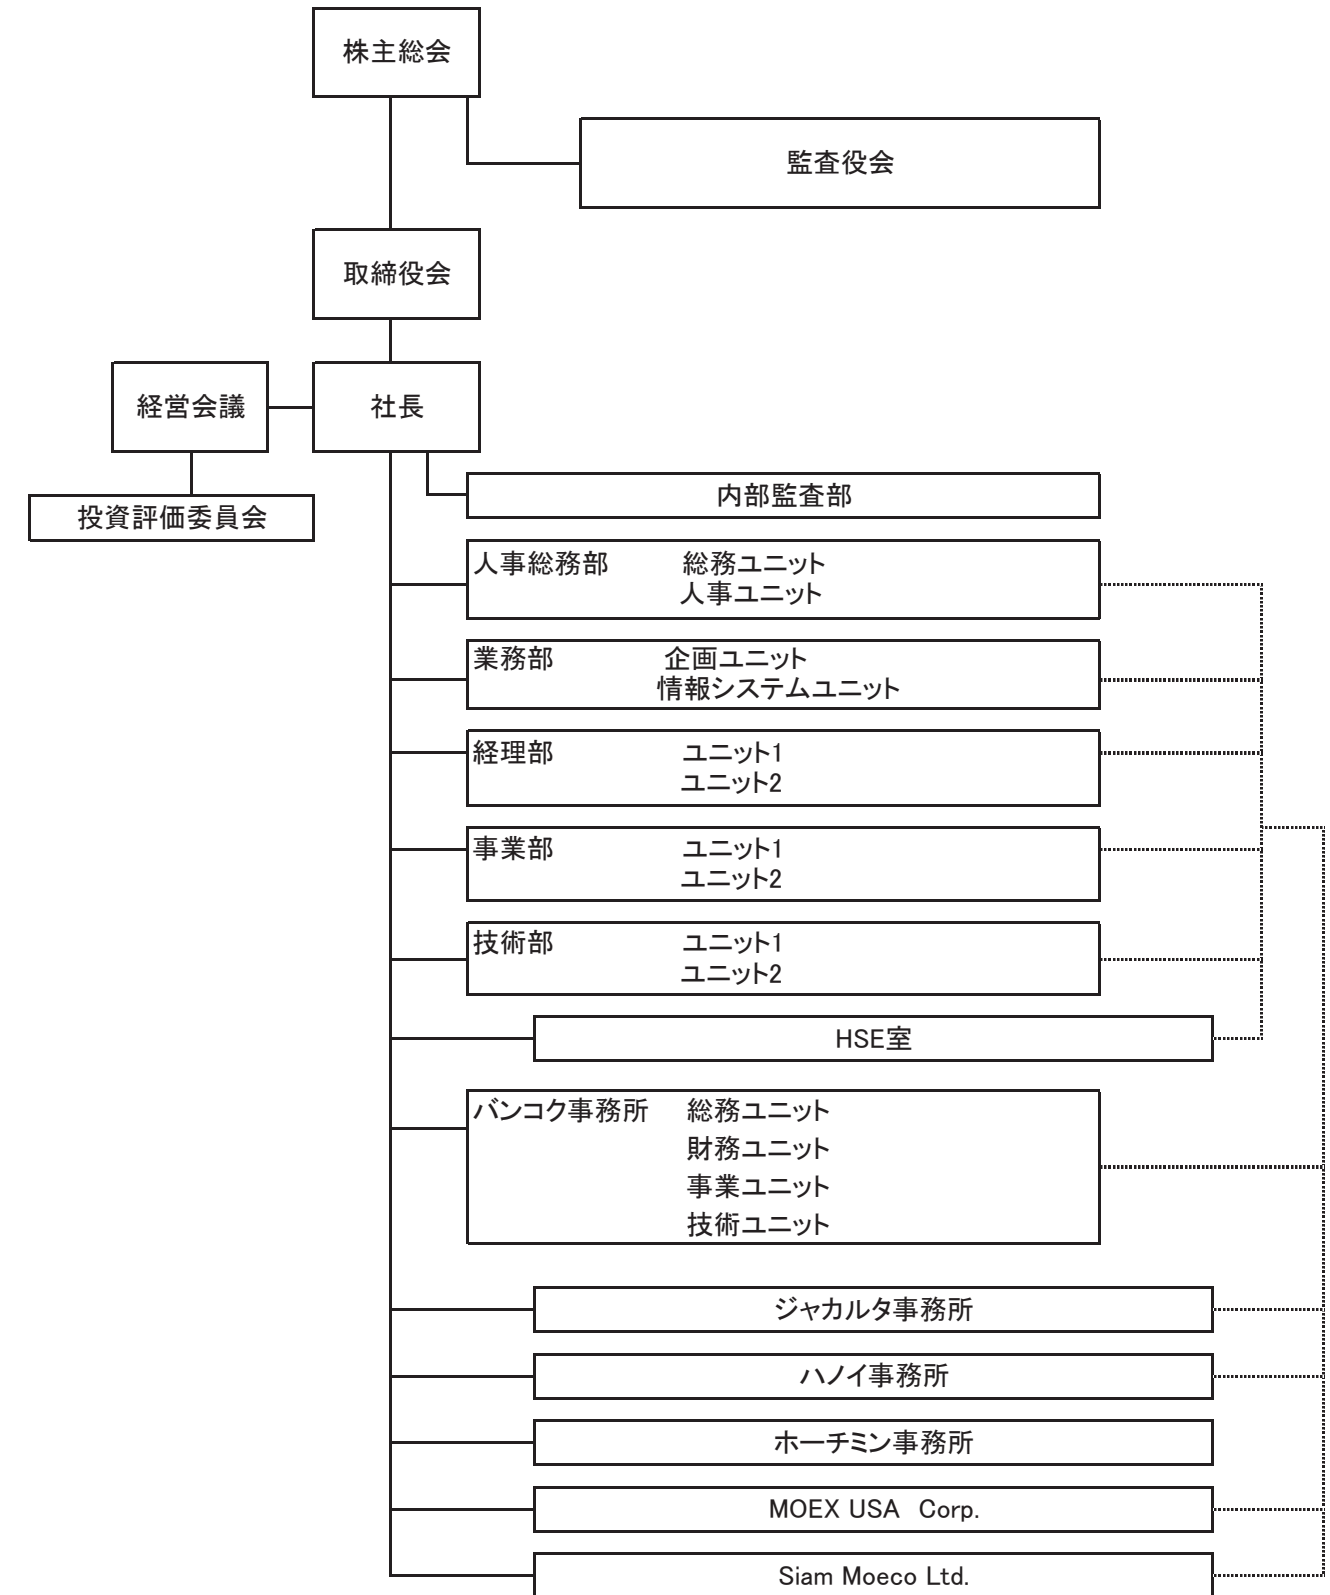 株主総会
監査役会
取締役会
経営会議
社長
投資評価委員会
内部監査部
人事総務部 総務ユニット
人事ユニット
業務部 企画ユニット
情報システムユニット
経理部 ユニット1
ユニット2
事業部 ユニット1
ユニット2
技術部 ユニット1
ユニット2
HSE室
バンコク事務所 総務ユニット
財務ユニット
事業ユニット
技術ユニット
ジャカルタ事務所
ハノイ事務所
ホーチミン事務所
MOEX USA Corp.
Siam Moeco Ltd.